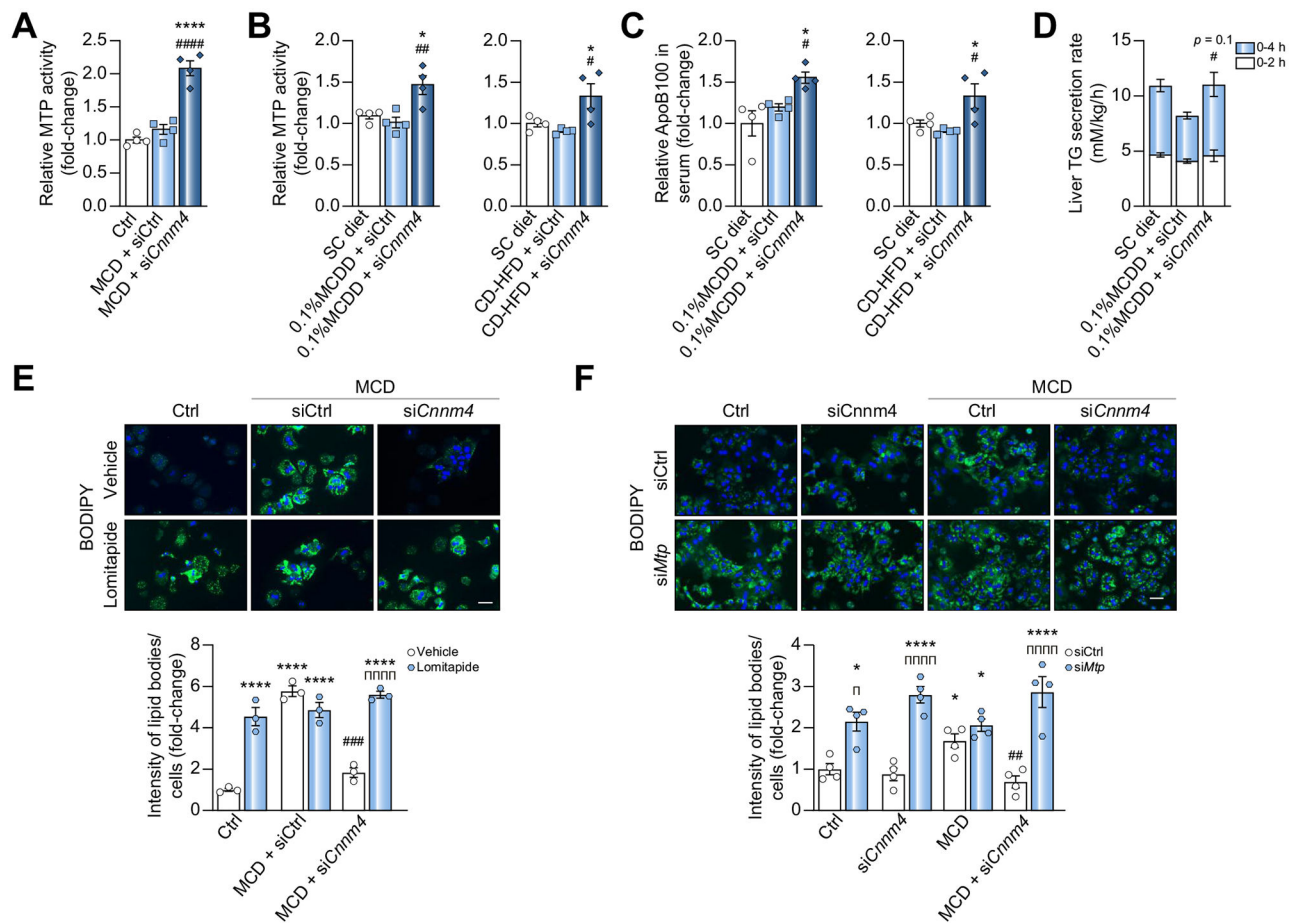 A
Relative MTP activity
(fold-change)
2.5
2.0
1.5
1.0
0.5
0.0
****
####
Ctrl
MCD + siCtrl
MCD + siCnnm4
B
Relative MTP activity
(fold-change)
2.0
1.5
1.0
0.5
0.0
*
##
SC diet
0.1%MCDD + siCtrl
0.1%MCDD + siCnnm4
2.0
1.5
1.0
0.5
0.0
*
#
SC diet
CD-HFD + siCtrl
CD-HFD + siCnnm4
C
Relative ApoB100 in
serum (fold-change)
2.0
1.5
1.0
0.5
0.0
*
#
SC diet
0.1%MCDD + siCtrl
0.1%MCDD + siCnnm4
2.0
1.5
1.0
0.5
0.0
*
#
SC diet
CD-HFD + siCtrl
CD-HFD + siCnnm4
D
Liver TG secretion rate
(mM/kg/h)
15
10
5
0
p = 0.1
#
0-4 h
0-2 h
SC diet
0.1%MCDD + siCtrl
0.1%MCDD + siCnnm4
E
MCD
Ctrl
siCtrl
siCnnm4
BODIPY
Vehicle
Lomitapide
Intensity of lipid bodies/
cells (fold-change)
8
6
4
2
0
****
****
****
###
****
ππππ
Vehicle
Lomitapide
Ctrl
MCD + siCtrl
MCD + siCnnm4
F
MCD
Ctrl
siCnnm4
Ctrl
siCnnm4
BODIPY
siCtrl
siMtp
Intensity of lipid bodies/
cells (fold-change)
4
3
2
1
0
*
π
****
ππππ
*
*
##
****
ππππ
siCtrl
siMtp
Ctrl
siCnnm4
MCD
MCD + siCnnm4